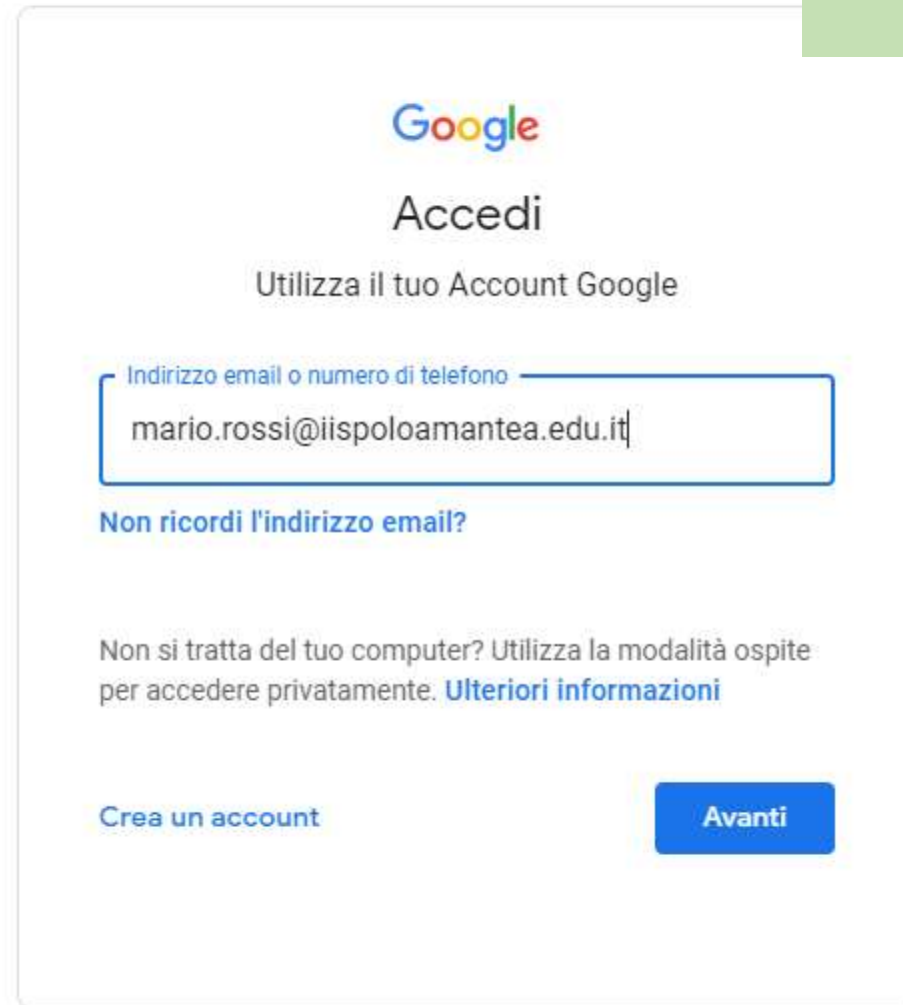 Google
Accedi
Utilizza il tuo Account Google
Indirizzo email o numero di telefono
mario.rossi@iispoloamantea.edu.it
Non ricordi l'indirizzo email?
Non si tratta del tuo computer? Utilizza la modalità ospite
per accedere privatamente. Ulteriori informazioni
Crea un account
Avanti